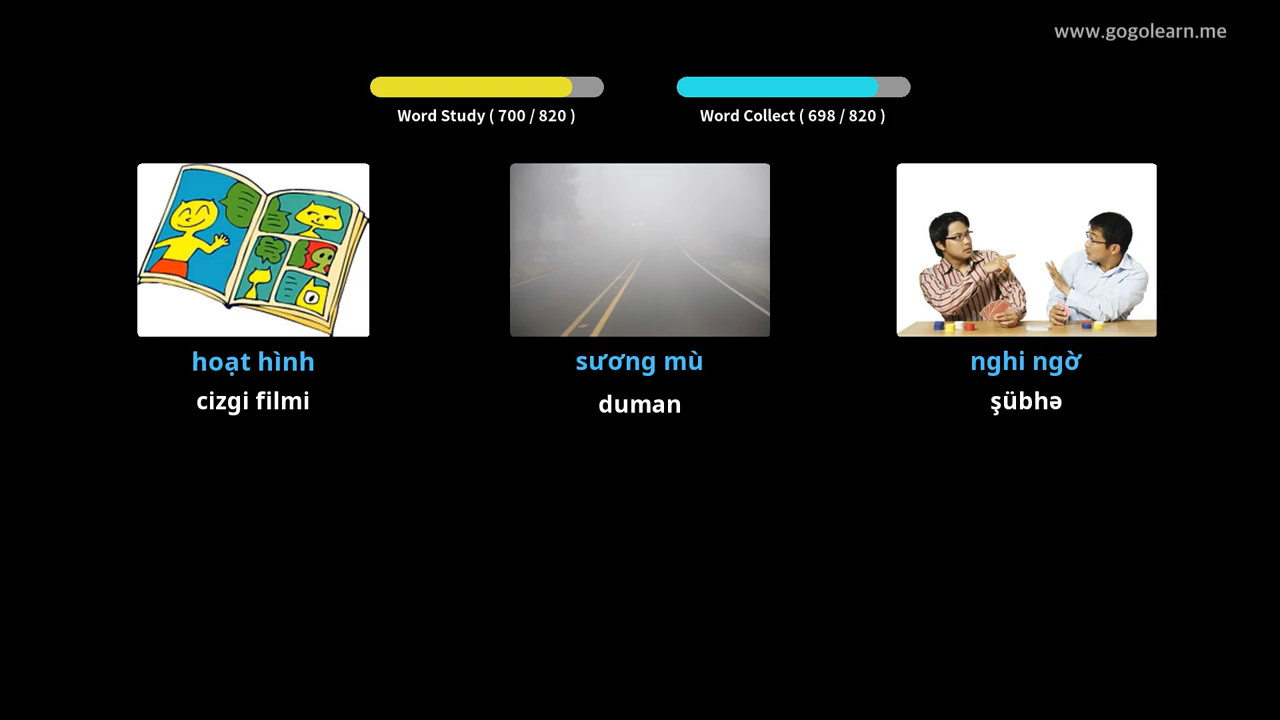 www.gogolearn.me
Word Study ( 700 / 820 )
Word Collect ( 698 / 820 )
hoạt hình
cizgi filmi
sương mù
duman
nghi ngờ
şübhə